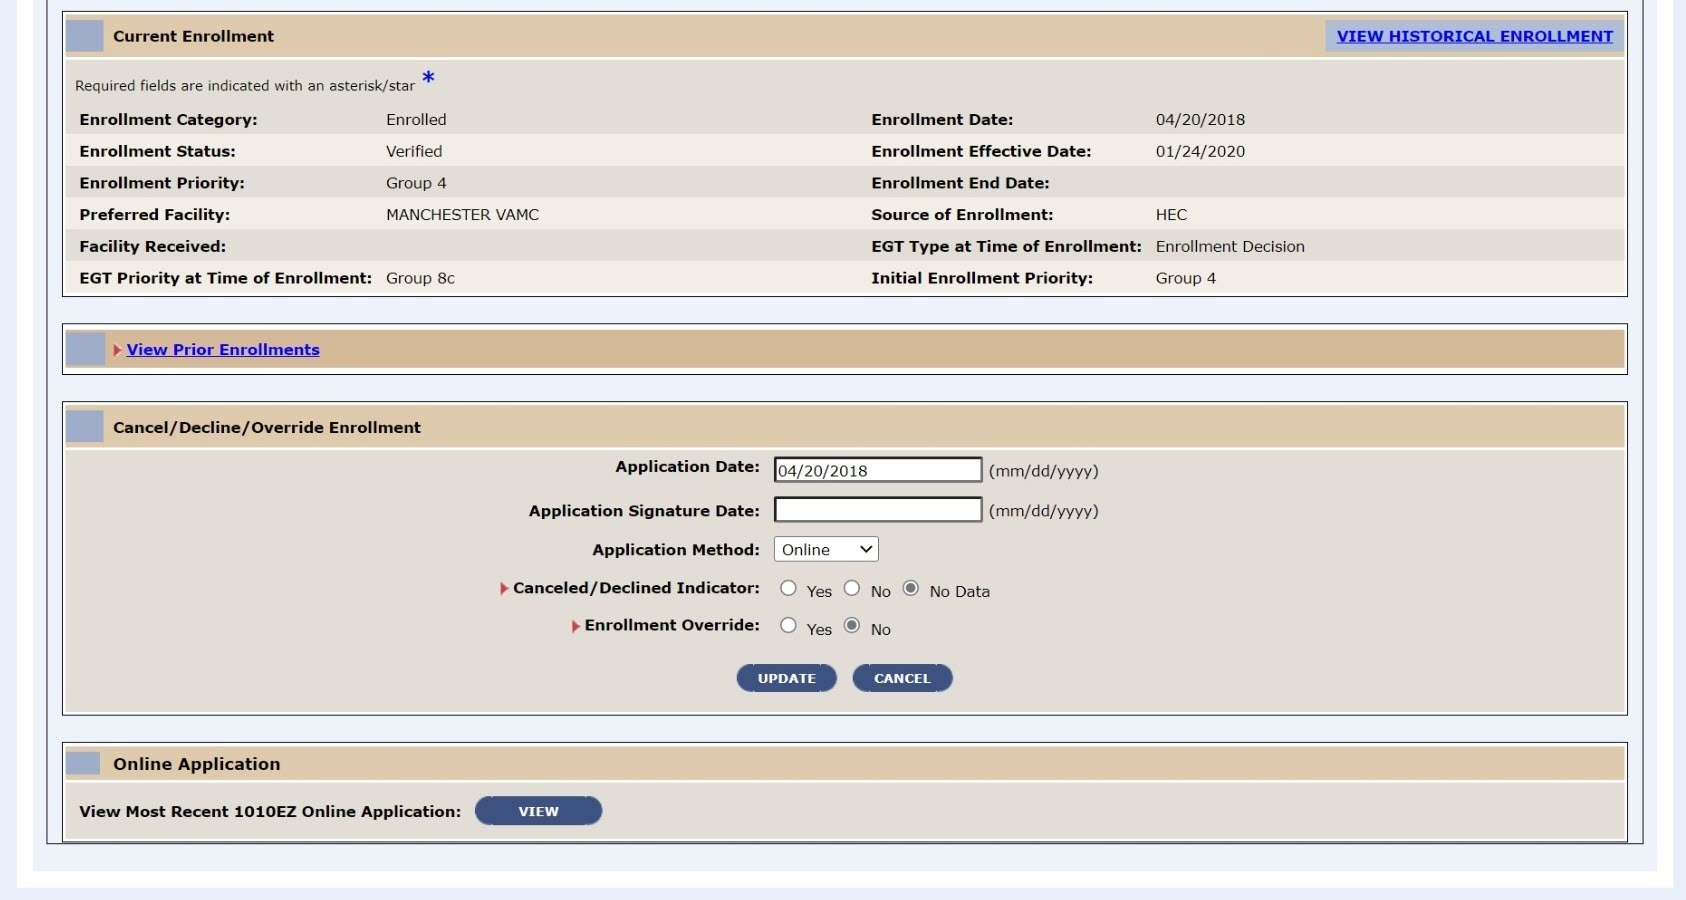 Current Enrollment VIEW HISTORICAL ENROLLMENT
Required fields are indicated with an asterisk/star *
Enrollment Category: Enrolled Enrollment Date: 04/20/2018
Enrollment Status: Verified Enrollment Effective Date: 01/24/2020
Enrollment Priority: Group 4 Enrollment End Date:
Preferred Facility: MANCHESTER VAMC Source of Enrollment: HEC
Facility Received: EGT Type at Time of Enrollment: Enrollment Decision
EGT Priority at Time of Enrollment: Group 8c Initial Enrollment Priority: Group 4
View Prior Enrollments
Cancel/Decline/Override Enrollment
Application Date: 04/20/2018 (mm/dd/yyyy)
Application Signature Date: (mm/dd/yyyy)
Application Method: Online
Canceled/Declined Indicator: Yes No No Data
Enrollment Override: Yes No
UPDATE CANCEL
Online Application
View Most Recent 1010EZ Online Application: VIEW